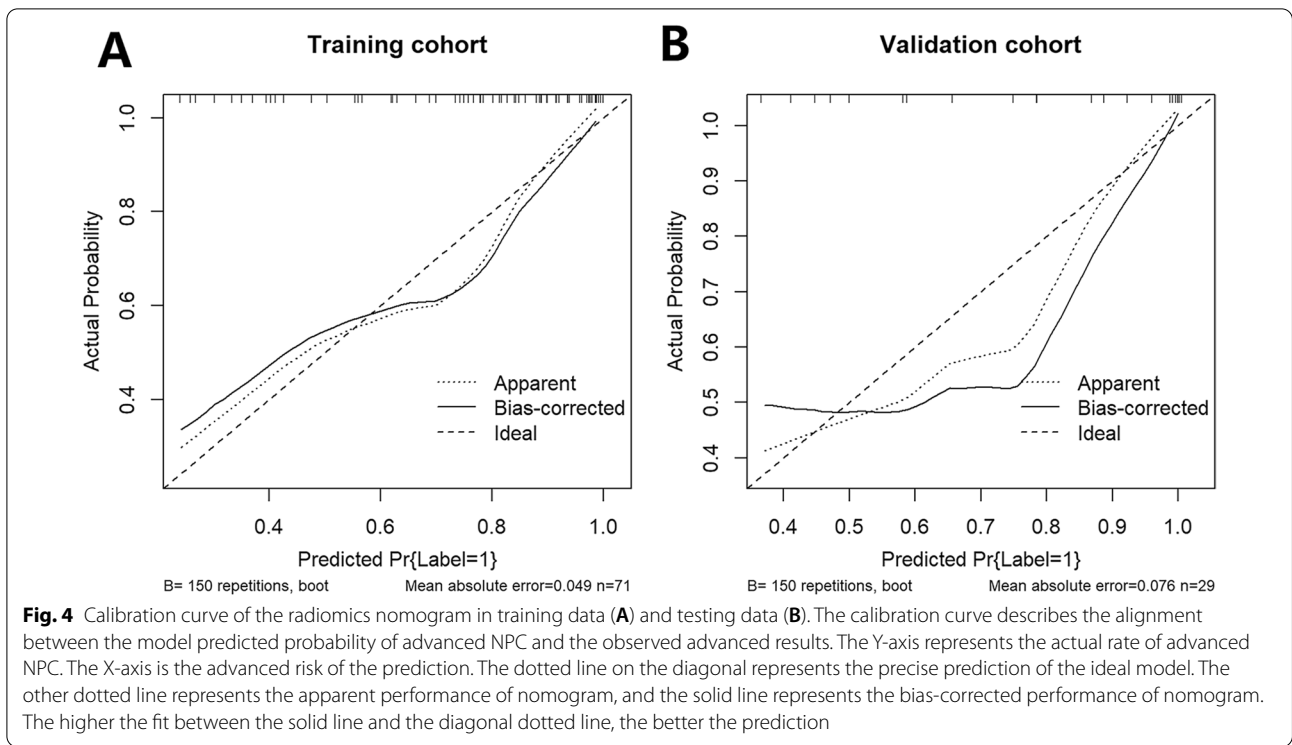 A
Training cohort
Actual Probability
1.0
0.8
0.6
0.4
Apparent
Bias-corrected
Ideal
0.4 0.6 0.8 1.0
Predicted Pr{Label=1}
B= 150 repetitions, boot Mean absolute error=0.049 n=71
B
Validation cohort
Actual Probability
1.0
0.9
0.8
0.7
0.6
0.5
0.4
Apparent
Bias-corrected
Ideal
0.4 0.5 0.6 0.7 0.8 0.9 1.0
Predicted Pr{Label=1}
B= 150 repetitions, boot Mean absolute error=0.076 n=29
Fig. 4 Calibration curve of the radiomics nomogram in training data (A) and testing data (B). The calibration curve describes the alignment
between the model predicted probability of advanced NPC and the observed advanced results. The Y-axis represents the actual rate of advanced
NPC. The X-axis is the advanced risk of the prediction. The dotted line on the diagonal represents the precise prediction of the ideal model. The
other dotted line represents the apparent performance of nomogram, and the solid line represents the bias-corrected performance of nomogram.
The higher the fit between the solid line and the diagonal dotted line, the better the prediction